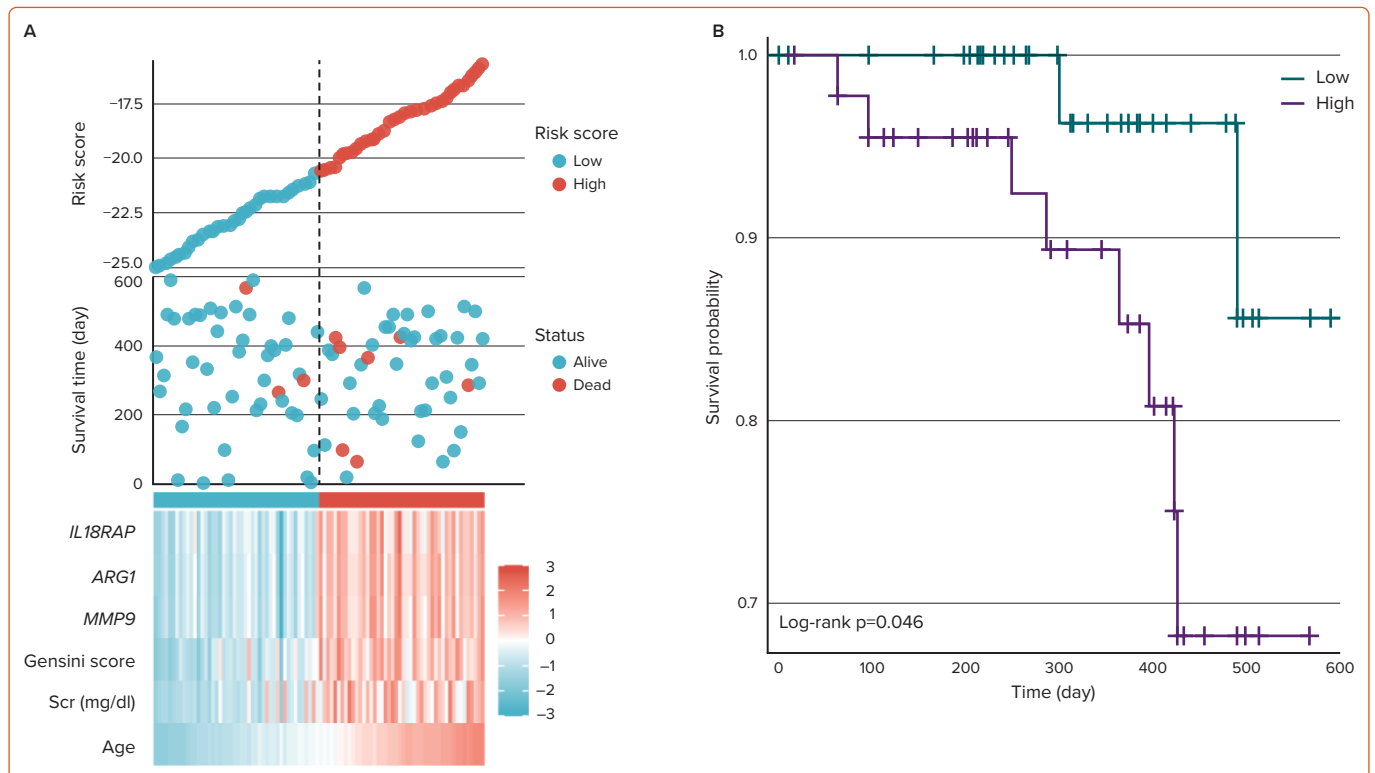 A
Risk score
−17.5
−20.0
−22.5
−25.0
Risk score
Low
High
Survival time (day)
600
400
200
0
Status
Alive
Dead
IL18RAP
ARG1
MMP9
Gensini score
Scr (mg/dl)
Age
3
2
1
0
−1
−2
−3
B
Survival probability
1.0
0.9
0.8
0.7
Low
High
Log-rank p=0.046
0 100 200 300 400 500 600
Time (day)